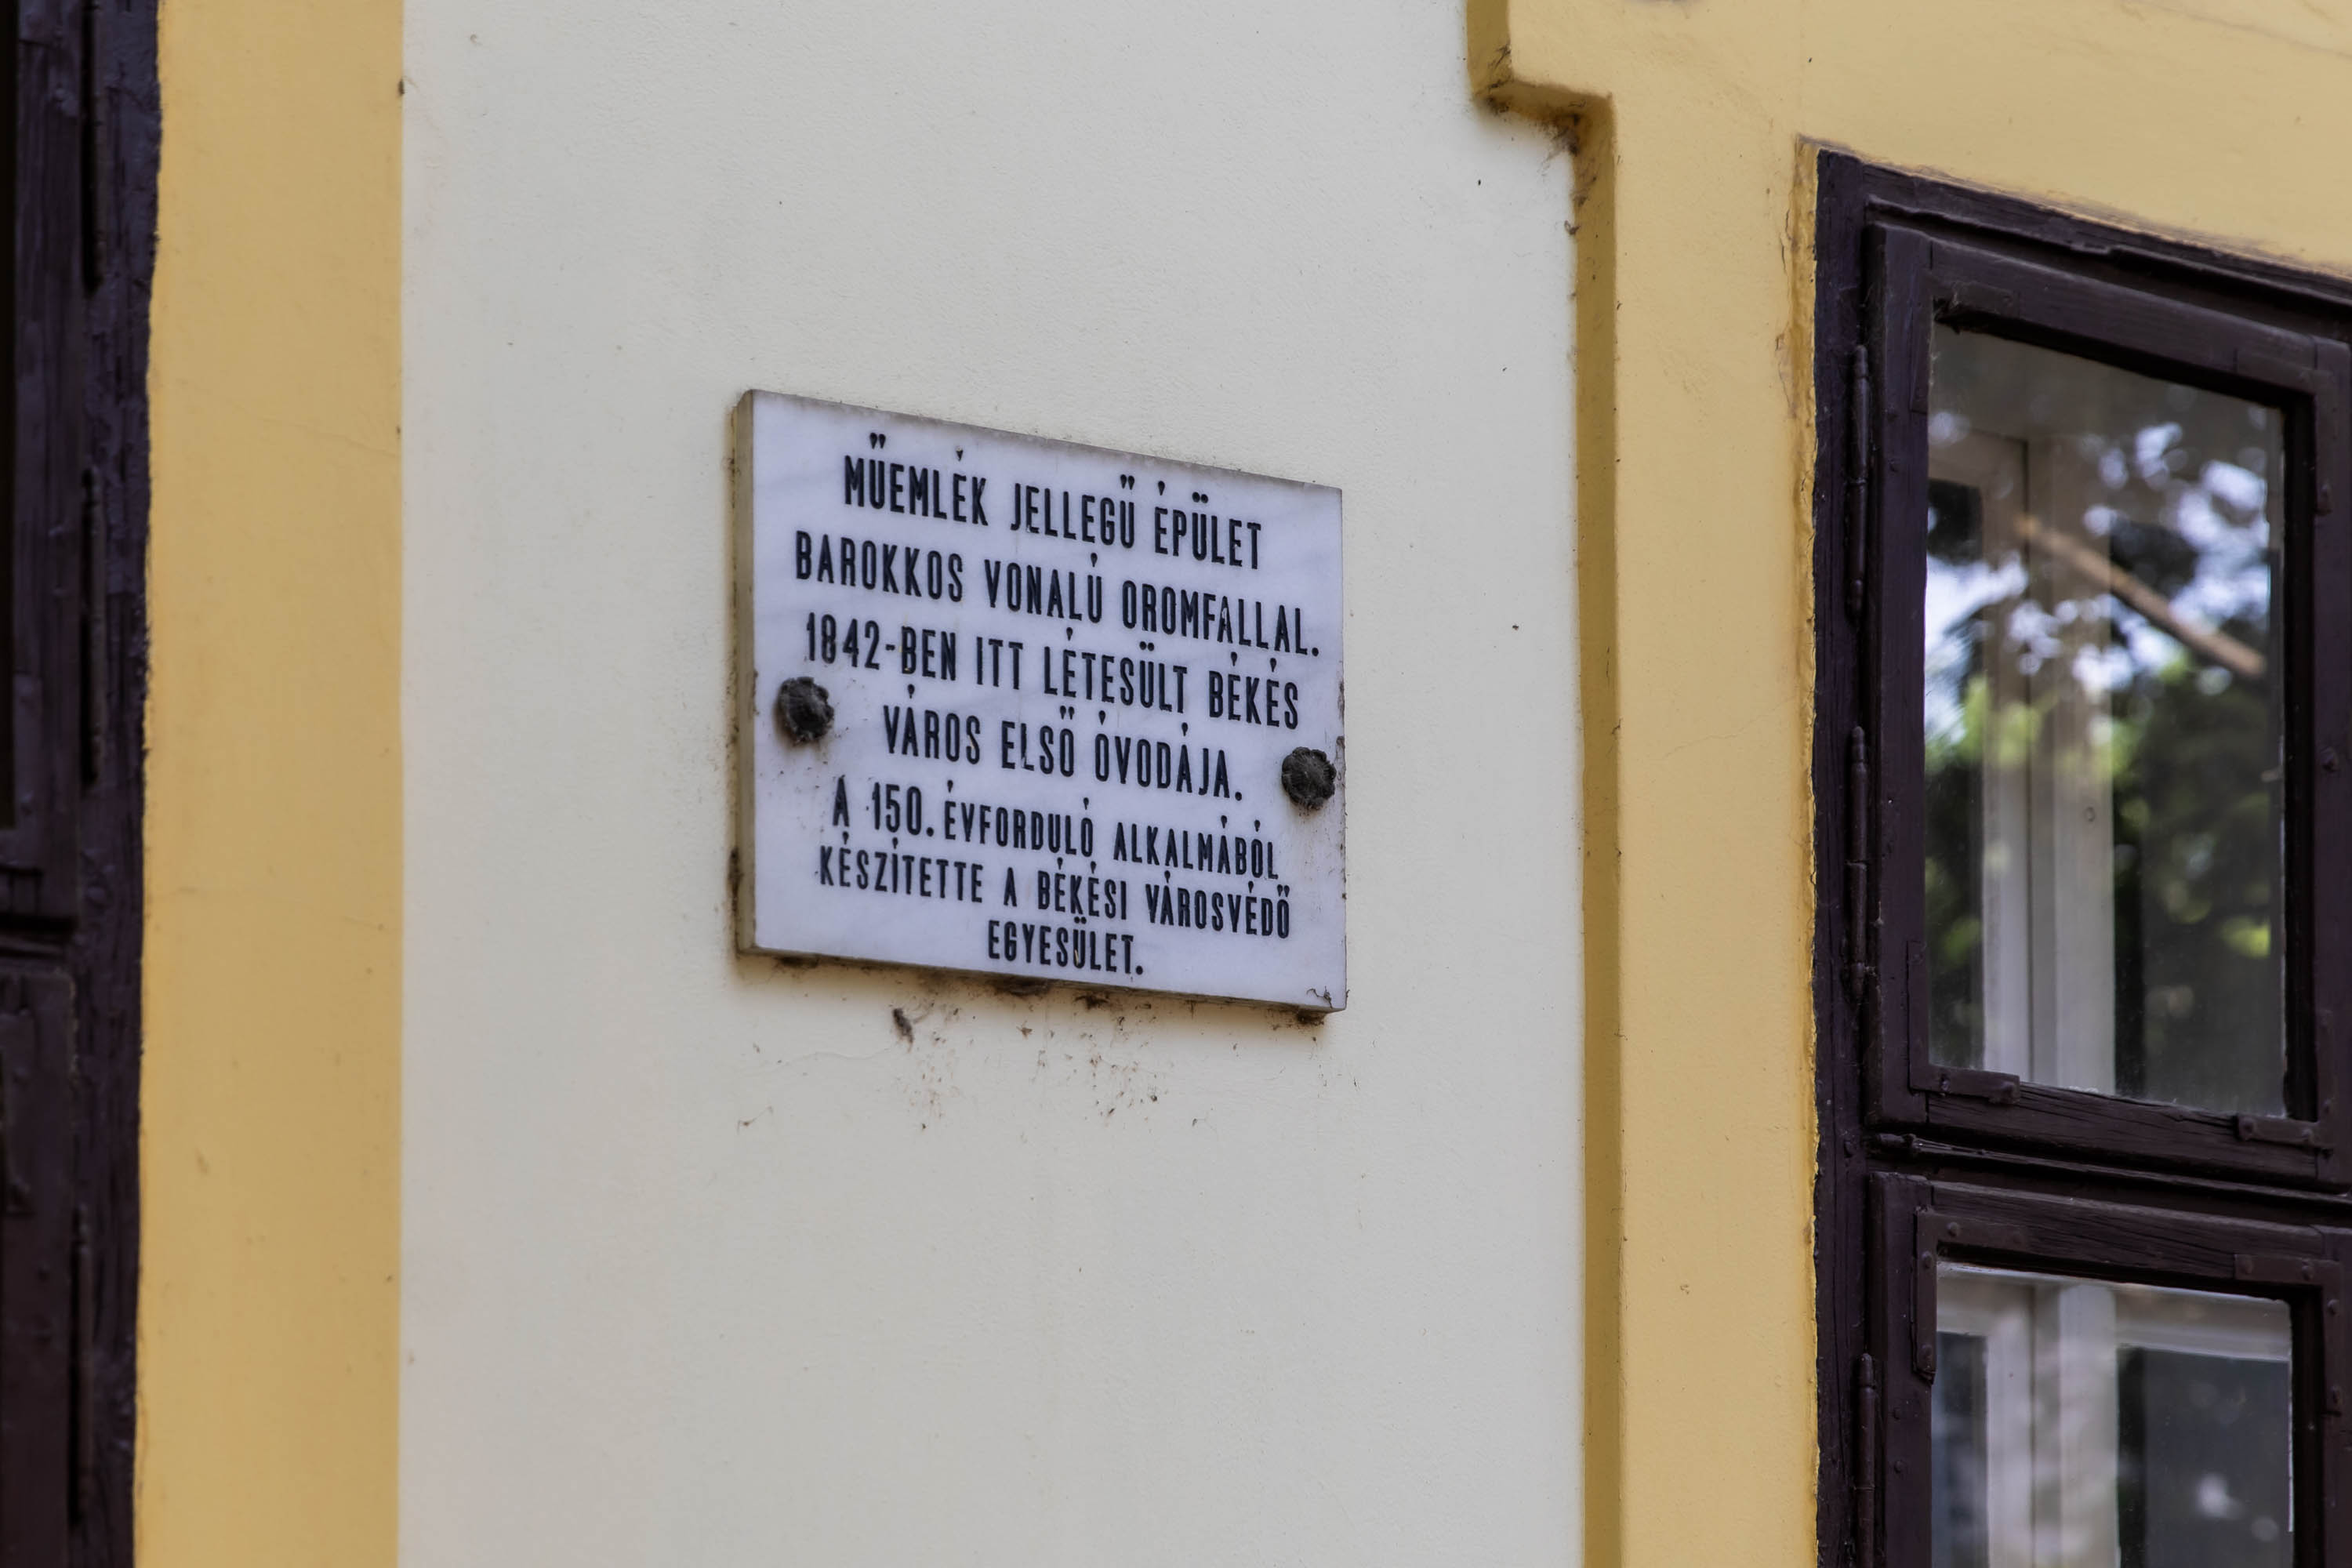 MŰEMLÉK JELLEGŰ ÉPÜLET
BAROKKOS VONALÚ OROMFALLAL.
1842-BEN ITT LÉTESÜLT BÉKÉS
VÁROS ELSŐ ÓVODÁJA.
A 150. ÉVFORDULÓ ALKALMÁBÓL
KÉSZÍTETTE A BÉKÉSI VÁROSVÉDŐ
EGYESÜLET.